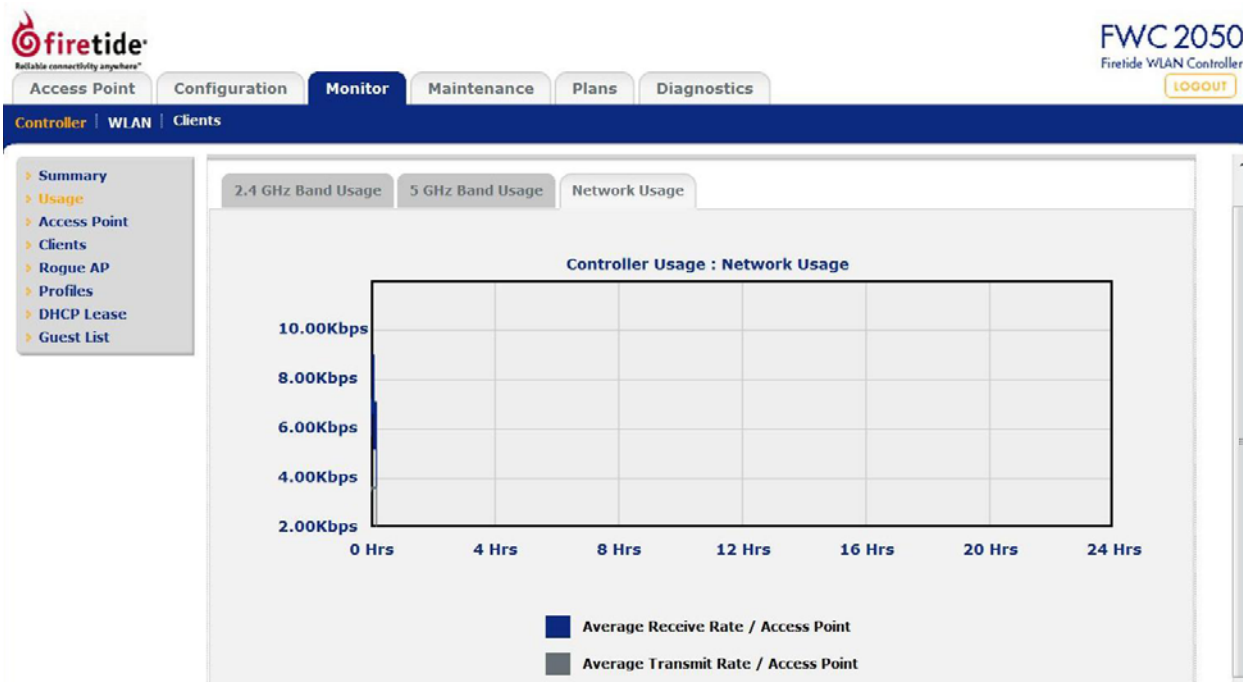 firetide
Reliable connectivity anywhere"
FWC 2050
Firetide WLAN Controller
LOGOUT
Access Point Configuration Monitor Maintenance Plans Diagnostics
Controller | WLAN | Clients
Summary
Usage
Access Point
Clients
Rogue AP
Profiles
DHCP Lease
Guest List
2.4 GHz Band Usage 5 GHz Band Usage Network Usage
Controller Usage : Network Usage
10.00Kbps
8.00Kbps
6.00Kbps
4.00Kbps
2.00Kbps
0 Hrs 4 Hrs 8 Hrs 12 Hrs 16 Hrs 20 Hrs 24 Hrs
Average Receive Rate / Access Point
Average Transmit Rate / Access Point